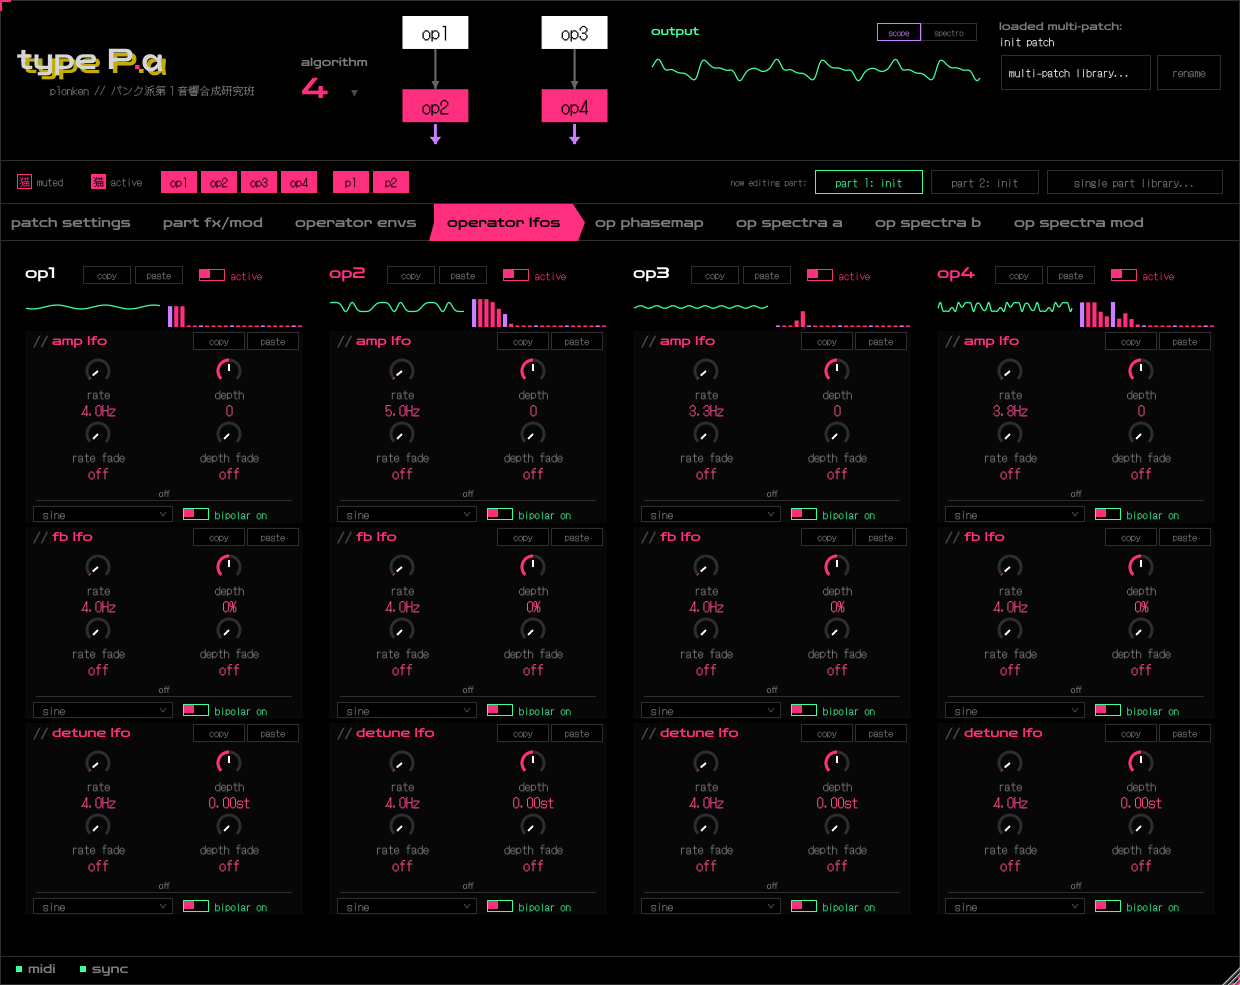 type P.a
plonken // パンク派第1音響合成研究班
algorithm
4
op1
op3
op2
op4
output
scope
spectro
loaded multi-patch:
init patch
multi-patch library...
rename
猫 muted
猫 active
op1 op2 op3 op4 p1 p2
now editing part:
part 1: init
part 2: init
single part library...
patch settings
part fx/mod
operator envs
operator lfos
op phasemap
op spectra a
op spectra b
op spectra mod
op1 copy paste active
op2 copy paste active
op3 copy paste active
op4 copy paste active
// amp lfo copy paste
// amp lfo copy paste
// amp lfo copy paste
// amp lfo copy paste
rate depth rate depth rate depth rate depth
4.0Hz 0 5.0Hz 0 3.3Hz 0 3.8Hz 0
rate fade depth fade rate fade depth fade rate fade depth fade rate fade depth fade
off off off off off off off off
off off off off
sine bipolar on sine bipolar on sine bipolar on sine bipolar on
// fb lfo copy paste
// fb lfo copy paste
// fb lfo copy paste
// fb lfo copy paste
rate depth rate depth rate depth rate depth
4.0Hz 0% 4.0Hz 0% 4.0Hz 0% 4.0Hz 0%
rate fade depth fade rate fade depth fade rate fade depth fade rate fade depth fade
off off off off off off off off
off off off off
sine bipolar on sine bipolar on sine bipolar on sine bipolar on
// detune lfo copy paste
// detune lfo copy paste
// detune lfo copy paste
// detune lfo copy paste
rate depth rate depth rate depth rate depth
4.0Hz 0.00st 4.0Hz 0.00st 4.0Hz 0.00st 4.0Hz 0.00st
rate fade depth fade rate fade depth fade rate fade depth fade rate fade depth fade
off off off off off off off off
off off off off
sine bipolar on sine bipolar on sine bipolar on sine bipolar on
midi sync